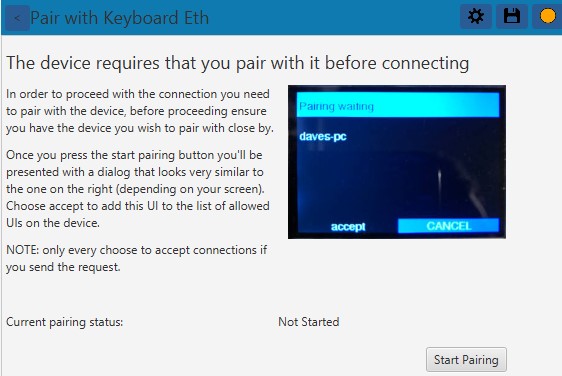 < Pair with Keyboard Eth
The device requires that you pair with it before connecting
In order to proceed with the connection you need
to pair with the device, before proceeding ensure
you have the device you wish to pair with close by.
Once you press the start pairing button you'll be
presented with a dialog that looks very similar to
the one on the right (depending on your screen).
Choose accept to add this UI to the list of allowed
UIs on the device.
NOTE: only every choose to accept connections if
you send the request.
Pairing waiting
daves-pc
accept CANCEL
Current pairing status: Not Started
Start Pairing